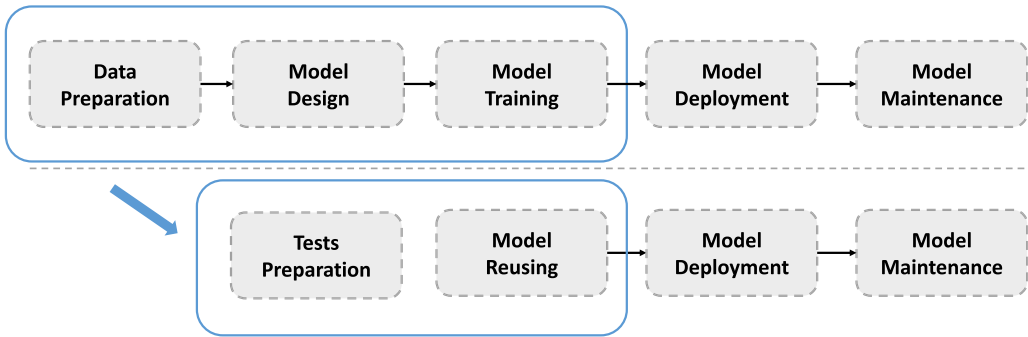 Data
Preparation
Model
Design
Model
Training
Model
Deployment
Model
Maintenance
Tests
Preparation
Model
Reusing
Model
Deployment
Model
Maintenance